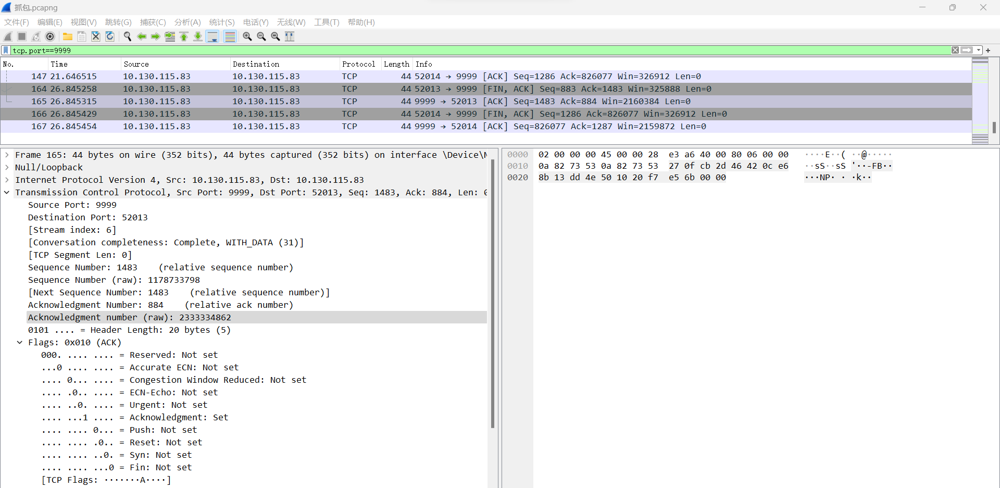 抓包.pcapng
文件(F) 编辑(E) 视图(V) 跳转(G) 捕获(C) 分析(A) 统计(S) 电话(Y) 无线(W) 工具(T) 帮助(H)
tcp.port==9999
No. Time Source Destination Protocol Length Info
147 21.646515 10.130.115.83 10.130.115.83 TCP 44 52014 → 9999 [ACK] Seq=1286 Ack=826077 Win=326912 Len=0
164 26.845258 10.130.115.83 10.130.115.83 TCP 44 52013 → 9999 [FIN, ACK] Seq=883 Ack=1483 Win=325888 Len=0
165 26.845315 10.130.115.83 10.130.115.83 TCP 44 9999 → 52013 [ACK] Seq=1483 Ack=884 Win=2160384 Len=0
166 26.845429 10.130.115.83 10.130.115.83 TCP 44 52014 → 9999 [FIN, ACK] Seq=1286 Ack=826077 Win=326912 Len=0
167 26.845454 10.130.115.83 10.130.115.83 TCP 44 9999 → 52014 [ACK] Seq=826077 Ack=1287 Win=2159872 Len=0
Frame 165: 44 bytes on wire (352 bits), 44 bytes captured (352 bits) on interface \Device\N
Null/Loopback
Internet Protocol Version 4, Src: 10.130.115.83, Dst: 10.130.115.83
Transmission Control Protocol, Src Port: 9999, Dst Port: 52013, Seq: 1483, Ack: 884, Len: 0
Source Port: 9999
Destination Port: 52013
[Stream index: 6]
[Conversation completeness: Complete, WITH_DATA (31)]
[TCP Segment Len: 0]
Sequence Number: 1483    (relative sequence number)
Sequence Number (raw): 1178733798
[Next Sequence Number: 1483    (relative sequence number)]
Acknowledgment Number: 884    (relative ack number)
Acknowledgment number (raw): 2333334862
0101 .... = Header Length: 20 bytes (5)
Flags: 0x010 (ACK)
000. .... .... = Reserved: Not set
...0 .... .... = Accurate ECN: Not set
.... 0... .... = Congestion Window Reduced: Not set
.... .0.. .... = ECN-Echo: Not set
.... ..0. .... = Urgent: Not set
.... ...1 .... = Acknowledgment: Set
.... .... 0... = Push: Not set
.... .... .0.. = Reset: Not set
.... .... ..0. = Syn: Not set
.... .... ...0 = Fin: Not set
[TCP Flags: ·······A····]
0000 02 00 00 00 45 00 00 28 e3 a6 40 00 80 06 00 00 ····E··( ··@·····
0010 0a 82 73 53 0a 82 73 53 27 0f cb 2d 46 42 0c e6 ··sS··sS '··-FB··
0020 8b 13 dd 4e 50 10 20 f7 e5 6b 00 00 ···NP· · ·k··